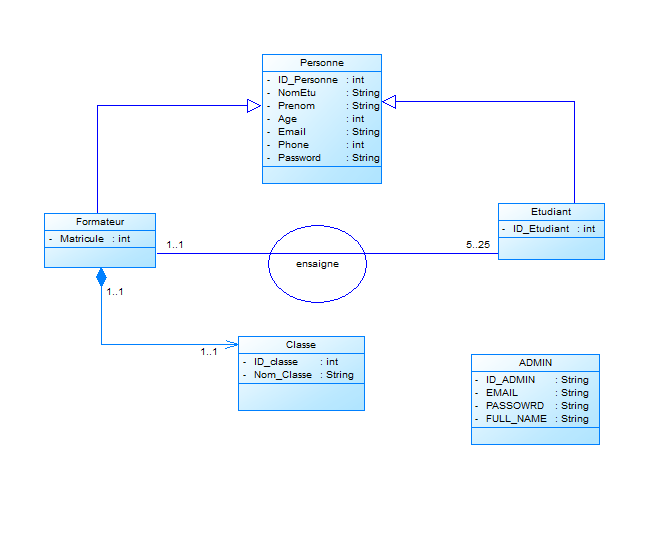 Personne
- ID_Personne : int
- NomEtu : String
- Prenom : String
- Age : int
- Email : String
- Phone : int
- Password : String
Formateur
- Matricule : int
Etudiant
- ID_Etudiant : int
1..1
5..25
ensaigne
1..1
1..1
Classe
- ID_classe : int
- Nom_Classe : String
ADMIN
- ID_ADMIN : String
- EMAIL : String
- PASSOWRD : String
- FULL_NAME : String